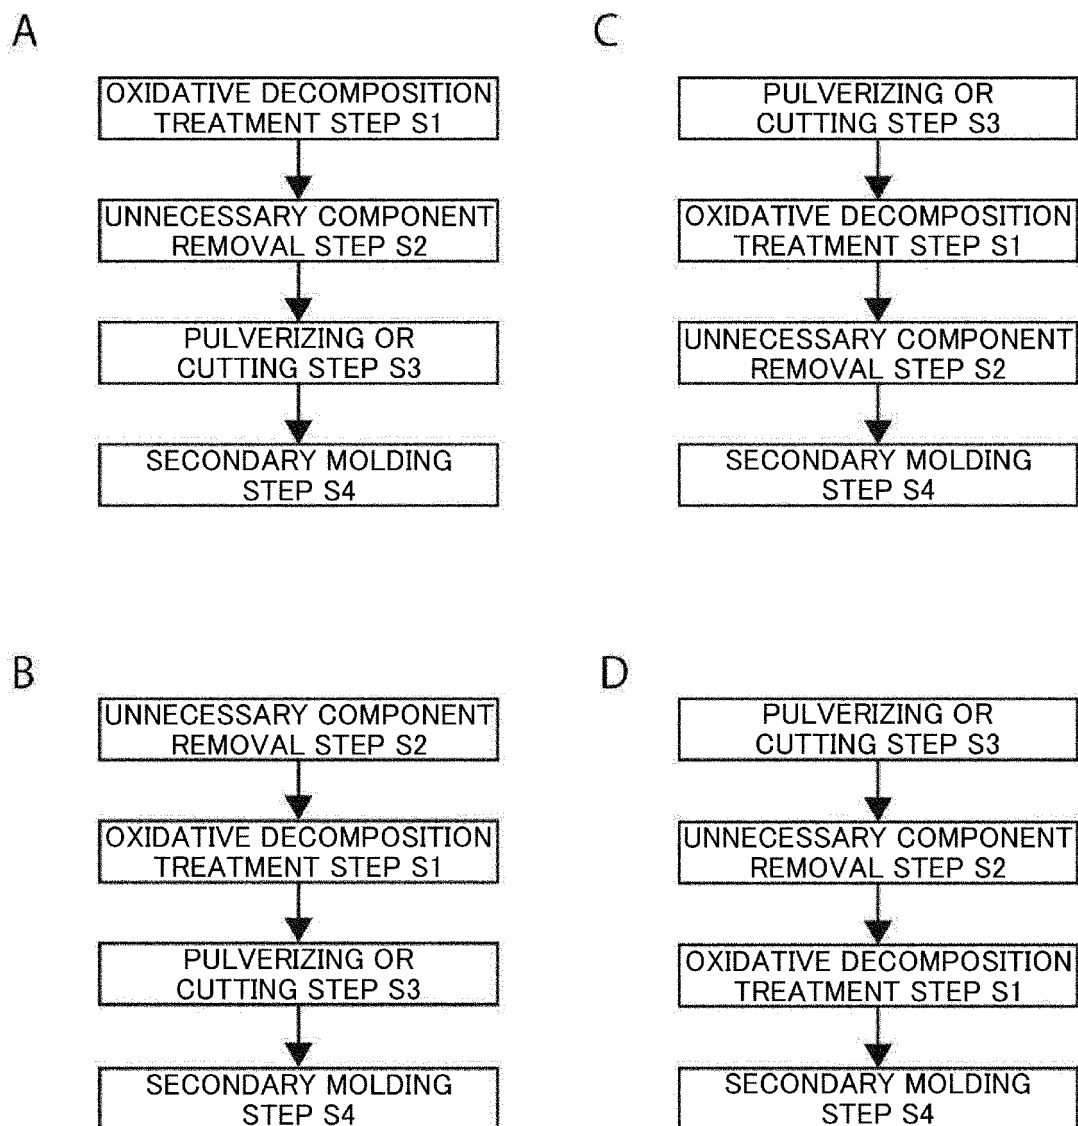 A
OXIDATIVE DECOMPOSITION
TREATMENT STEP S1
UNNECESSARY COMPONENT
REMOVAL STEP S2
PULVERIZING OR
CUTTING STEP S3
SECONDARY MOLDING
STEP S4
C
PULVERIZING OR
CUTTING STEP S3
OXIDATIVE DECOMPOSITION
TREATMENT STEP S1
UNNECESSARY COMPONENT
REMOVAL STEP S2
SECONDARY MOLDING
STEP S4
B
UNNECESSARY COMPONENT
REMOVAL STEP S2
OXIDATIVE DECOMPOSITION
TREATMENT STEP S1
PULVERIZING OR
CUTTING STEP S3
SECONDARY MOLDING
STEP S4
D
PULVERIZING OR
CUTTING STEP S3
UNNECESSARY COMPONENT
REMOVAL STEP S2
OXIDATIVE DECOMPOSITION
TREATMENT STEP S1
SECONDARY MOLDING
STEP S4